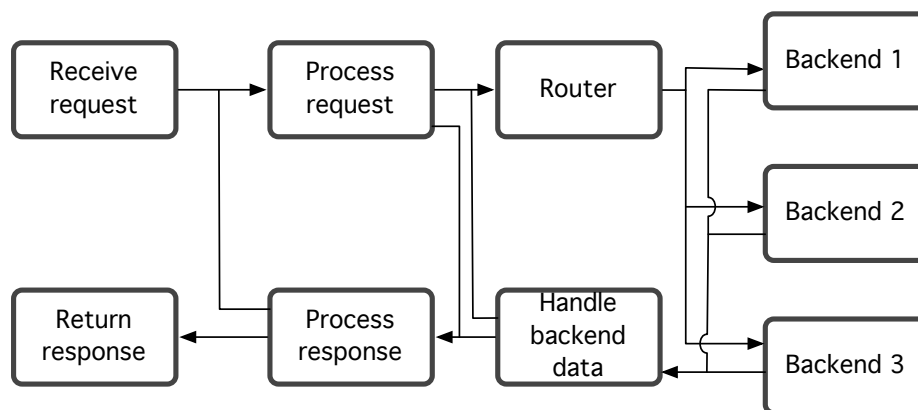 Receive
request
Process
request
Router
Backend 1
Backend 2
Return
response
Process
response
Handle
backend
data
Backend 3